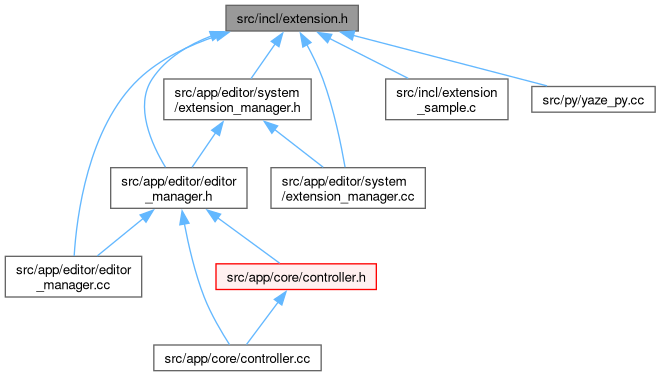 src/incl/extension.h
src/app/editor/system
/extension_manager.h
src/incl/extension
_sample.c
src/py/yaze_py.cc
src/app/editor/editor
_manager.h
src/app/editor/system
/extension_manager.cc
src/app/editor/editor
_manager.cc
src/app/core/controller.h
src/app/core/controller.cc